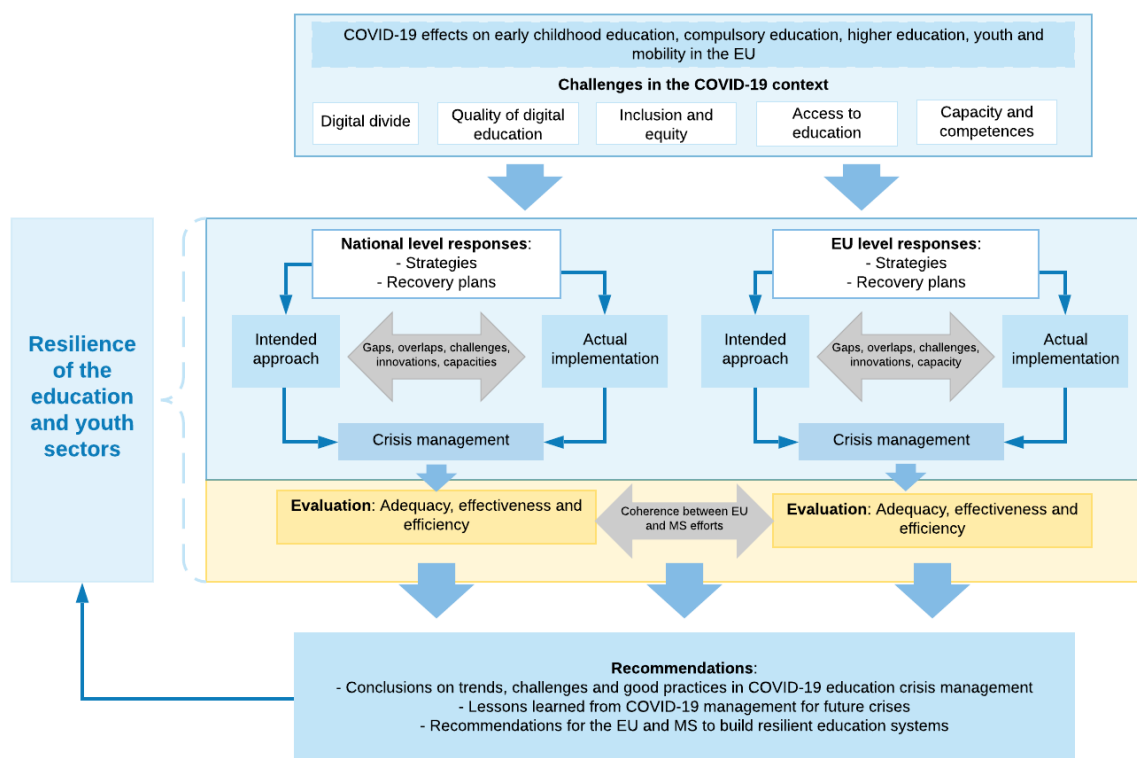 COVID-19 effects on early childhood education, compulsory education, higher education, youth and
mobility in the EU
Challenges in the COVID-19 context
Digital divide
Quality of digital
education
Inclusion and
equity
Access to
education
Capacity and
competences
Resilience
of the
education
and youth
sectors
National level responses:
- Strategies
- Recovery plans
Intended
approach
Gaps, overlaps, challenges,
innovations, capacities
Actual
implementation
Crisis management
EU level responses:
- Strategies
- Recovery plans
Intended
approach
Gaps, overlaps, challenges,
innovations, capacity
Actual
implementation
Crisis management
Evaluation: Adequacy, effectiveness and
efficiency
Coherence between EU
and MS efforts
Evaluation: Adequacy, effectiveness and
efficiency
Recommendations:
- Conclusions on trends, challenges and good practices in COVID-19 education crisis management
- Lessons learned from COVID-19 management for future crises
- Recommendations for the EU and MS to build resilient education systems